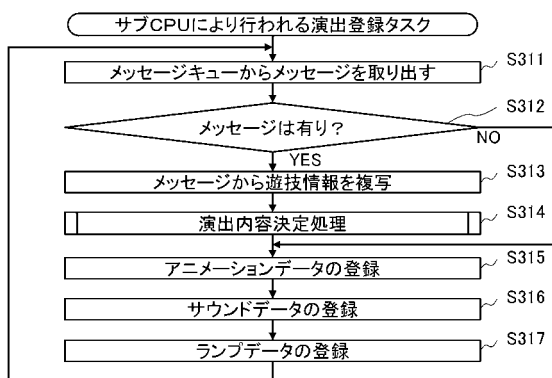 サブCPUにより行われる演出登録タスク
メッセージキューからメッセージを取り出す
S311
メッセージは有り?
S312
NO
YES
メッセージから遊技情報を複写
S313
演出内容決定処理
S314
アニメーションデータの登録
S315
サウンドデータの登録
S316
ランプデータの登録
S317